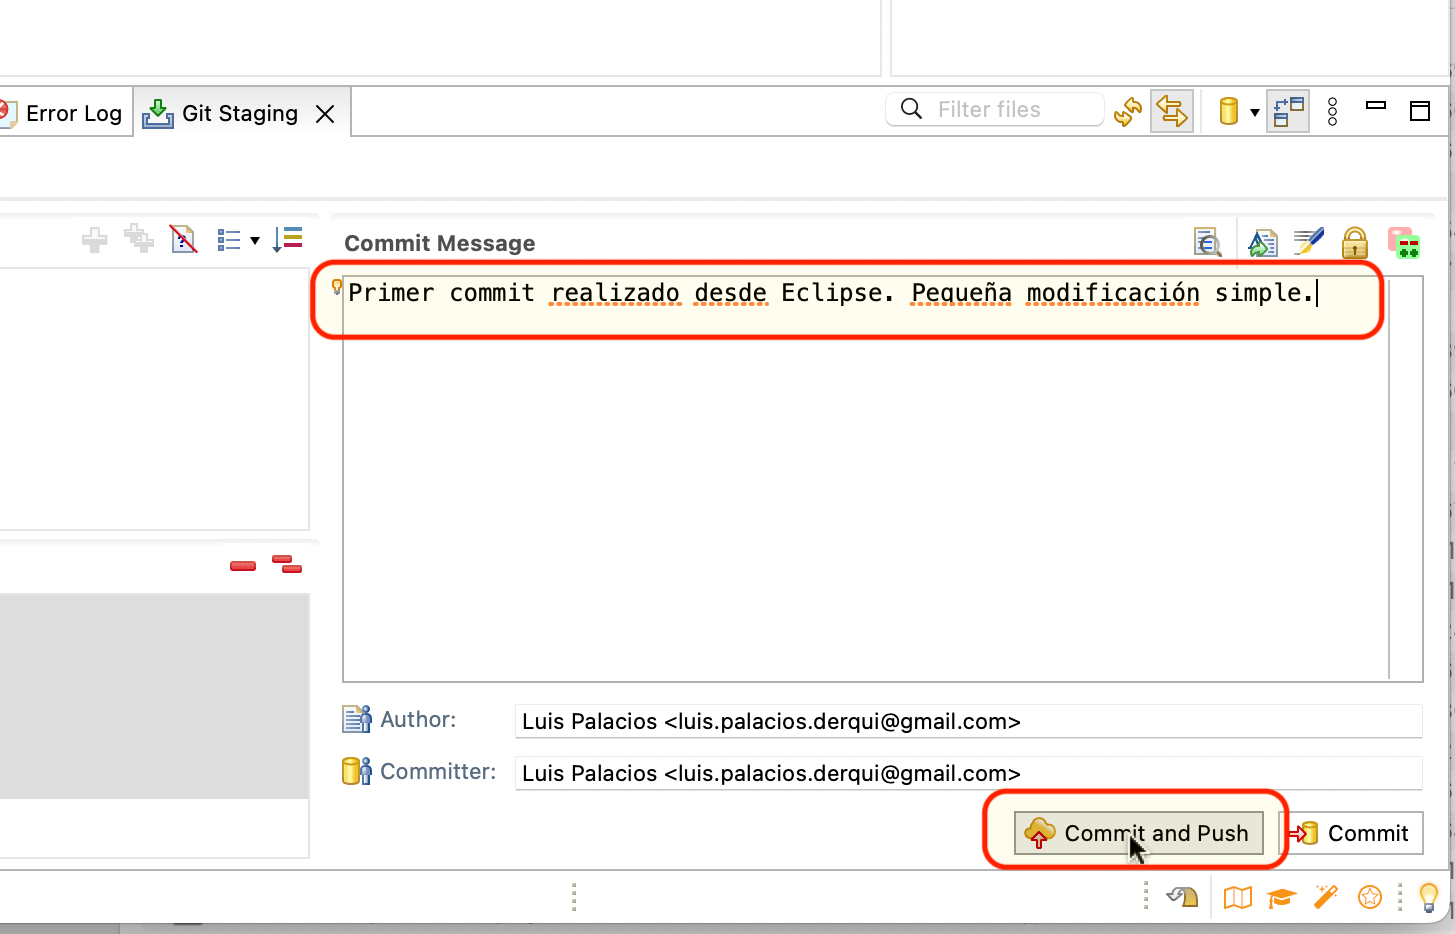 Error Log
Git Staging
Filter files
Commit Message
Primer commit realizado desde Eclipse. Pequeña modificación simple.
Author:
Luis Palacios <luis.palacios.derqui@gmail.com>
Committer:
Luis Palacios <luis.palacios.derqui@gmail.com>
Commit and Push
Commit